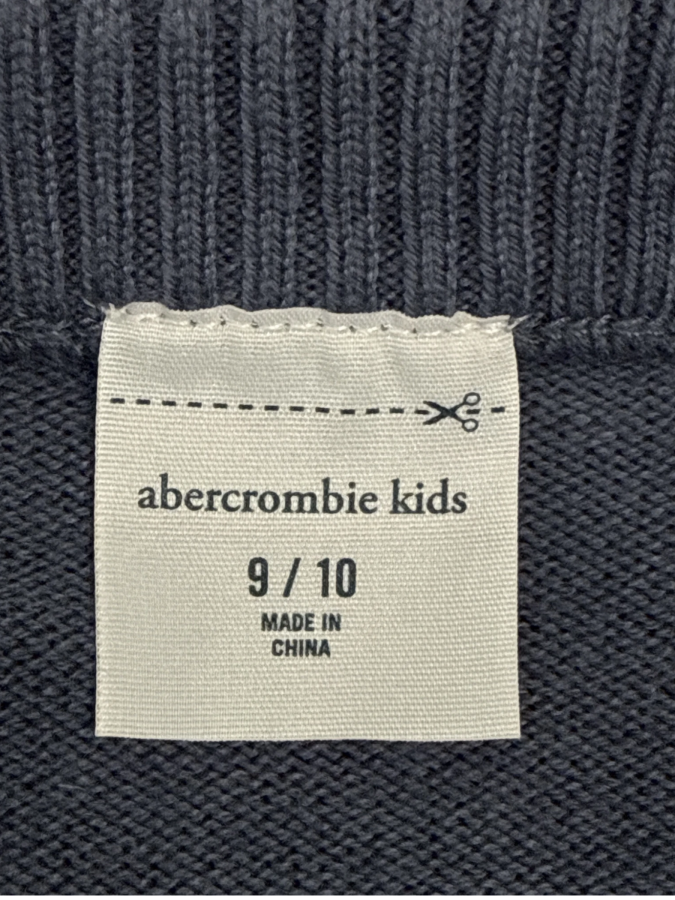 abercrombie kids
9 / 10
MADE IN
CHINA